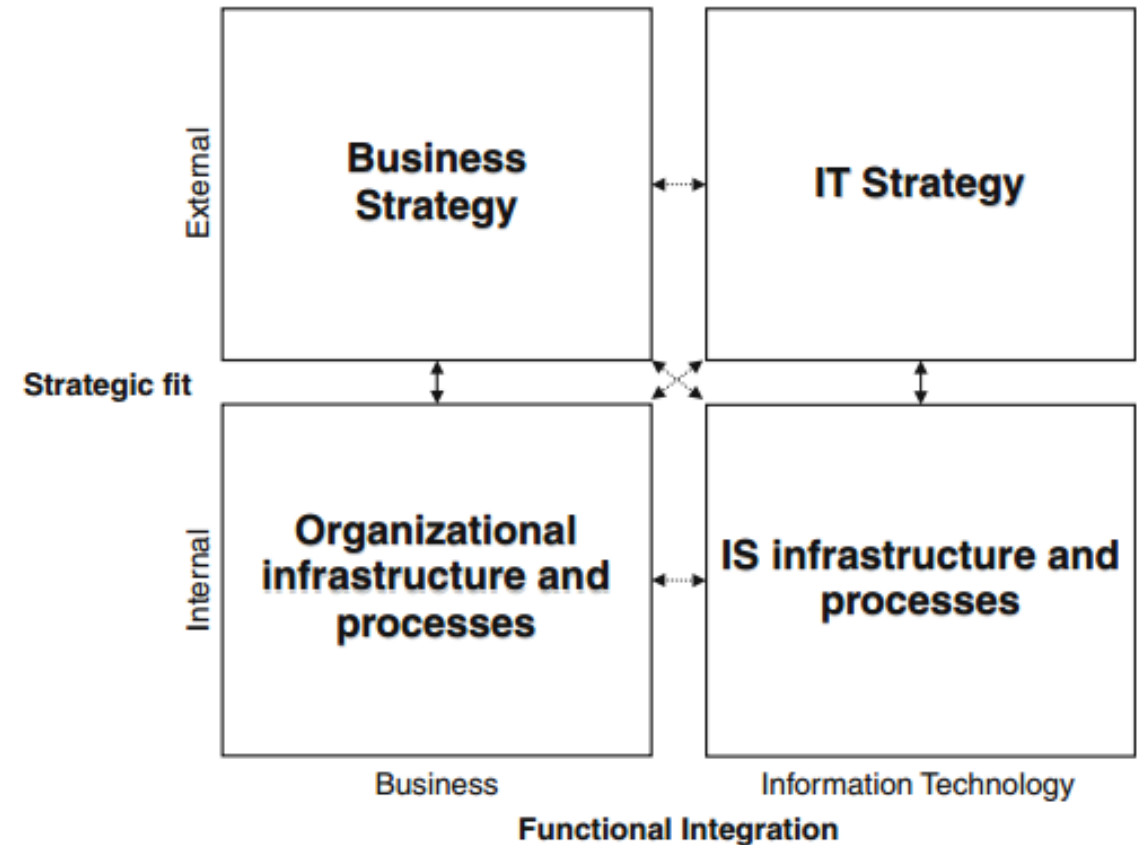 External
Business
Strategy
IT Strategy
Strategic fit
Internal
Organizational
infrastructure and
processes
IS infrastructure and
processes
Business
Information Technology
Functional Integration